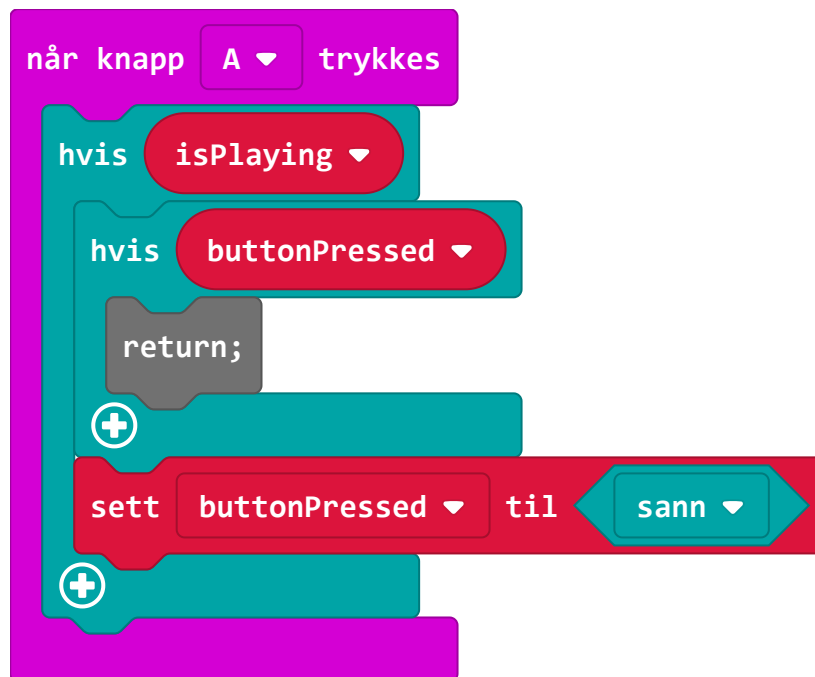 når knapp A trykkes
hvis isPlaying
hvis buttonPressed
return;
sett buttonPressed til sann